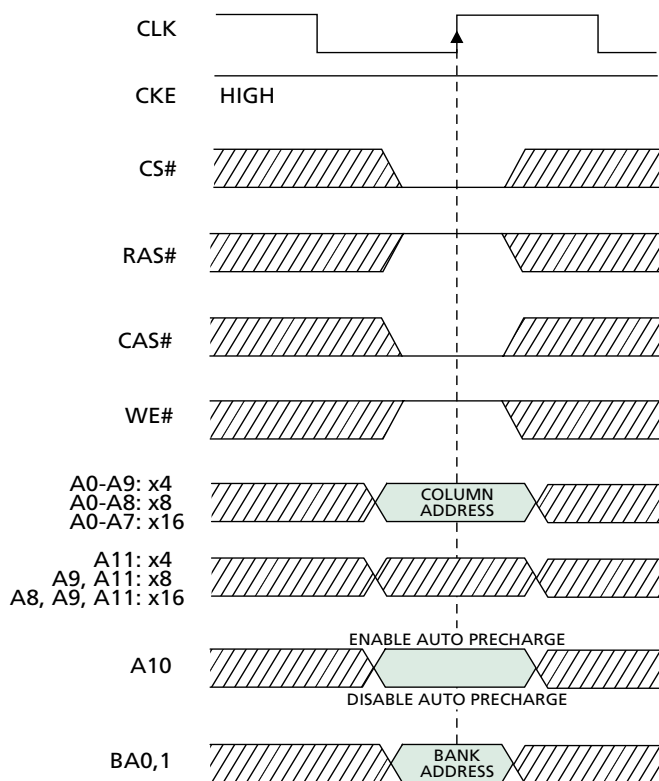 CLK
CKE HIGH
CS#
RAS#
CAS#
WE#
A0-A9: x4
A0-A8: x8
A0-A7: x16
COLUMN
ADDRESS
A11: x4
A9, A11: x8
A8, A9, A11: x16
ENABLE AUTO PRECHARGE
A10
DISABLE AUTO PRECHARGE
BA0,1
BANK
ADDRESS